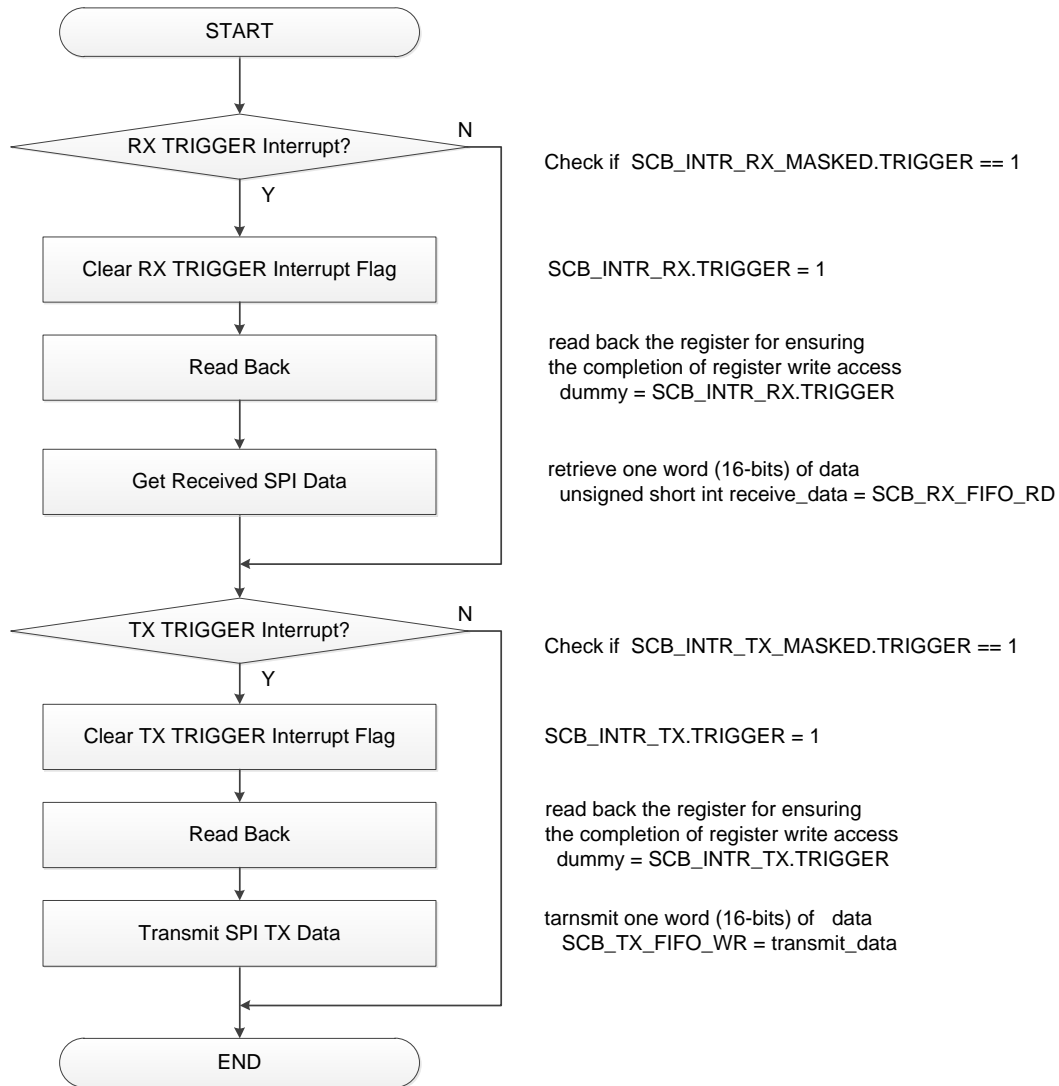 START
RX TRIGGER Interrupt?
N
Check if SCB_INTR_RX_MASKED.TRIGGER == 1
Y
Clear RX TRIGGER Interrupt Flag
SCB_INTR_RX.TRIGGER = 1
Read Back
read back the register for ensuring
the completion of register write access
dummy = SCB_INTR_RX.TRIGGER
Get Received SPI Data
retrieve one word (16-bits) of data
unsigned short int receive_data = SCB_RX_FIFO_RD
TX TRIGGER Interrupt?
N
Check if SCB_INTR_TX_MASKED.TRIGGER == 1
Y
Clear TX TRIGGER Interrupt Flag
SCB_INTR_TX.TRIGGER = 1
Read Back
read back the register for ensuring
the completion of register write access
dummy = SCB_INTR_TX.TRIGGER
Transmit SPI TX Data
tarnsmit one word (16-bits) of data
SCB_TX_FIFO_WR = transmit_data
END